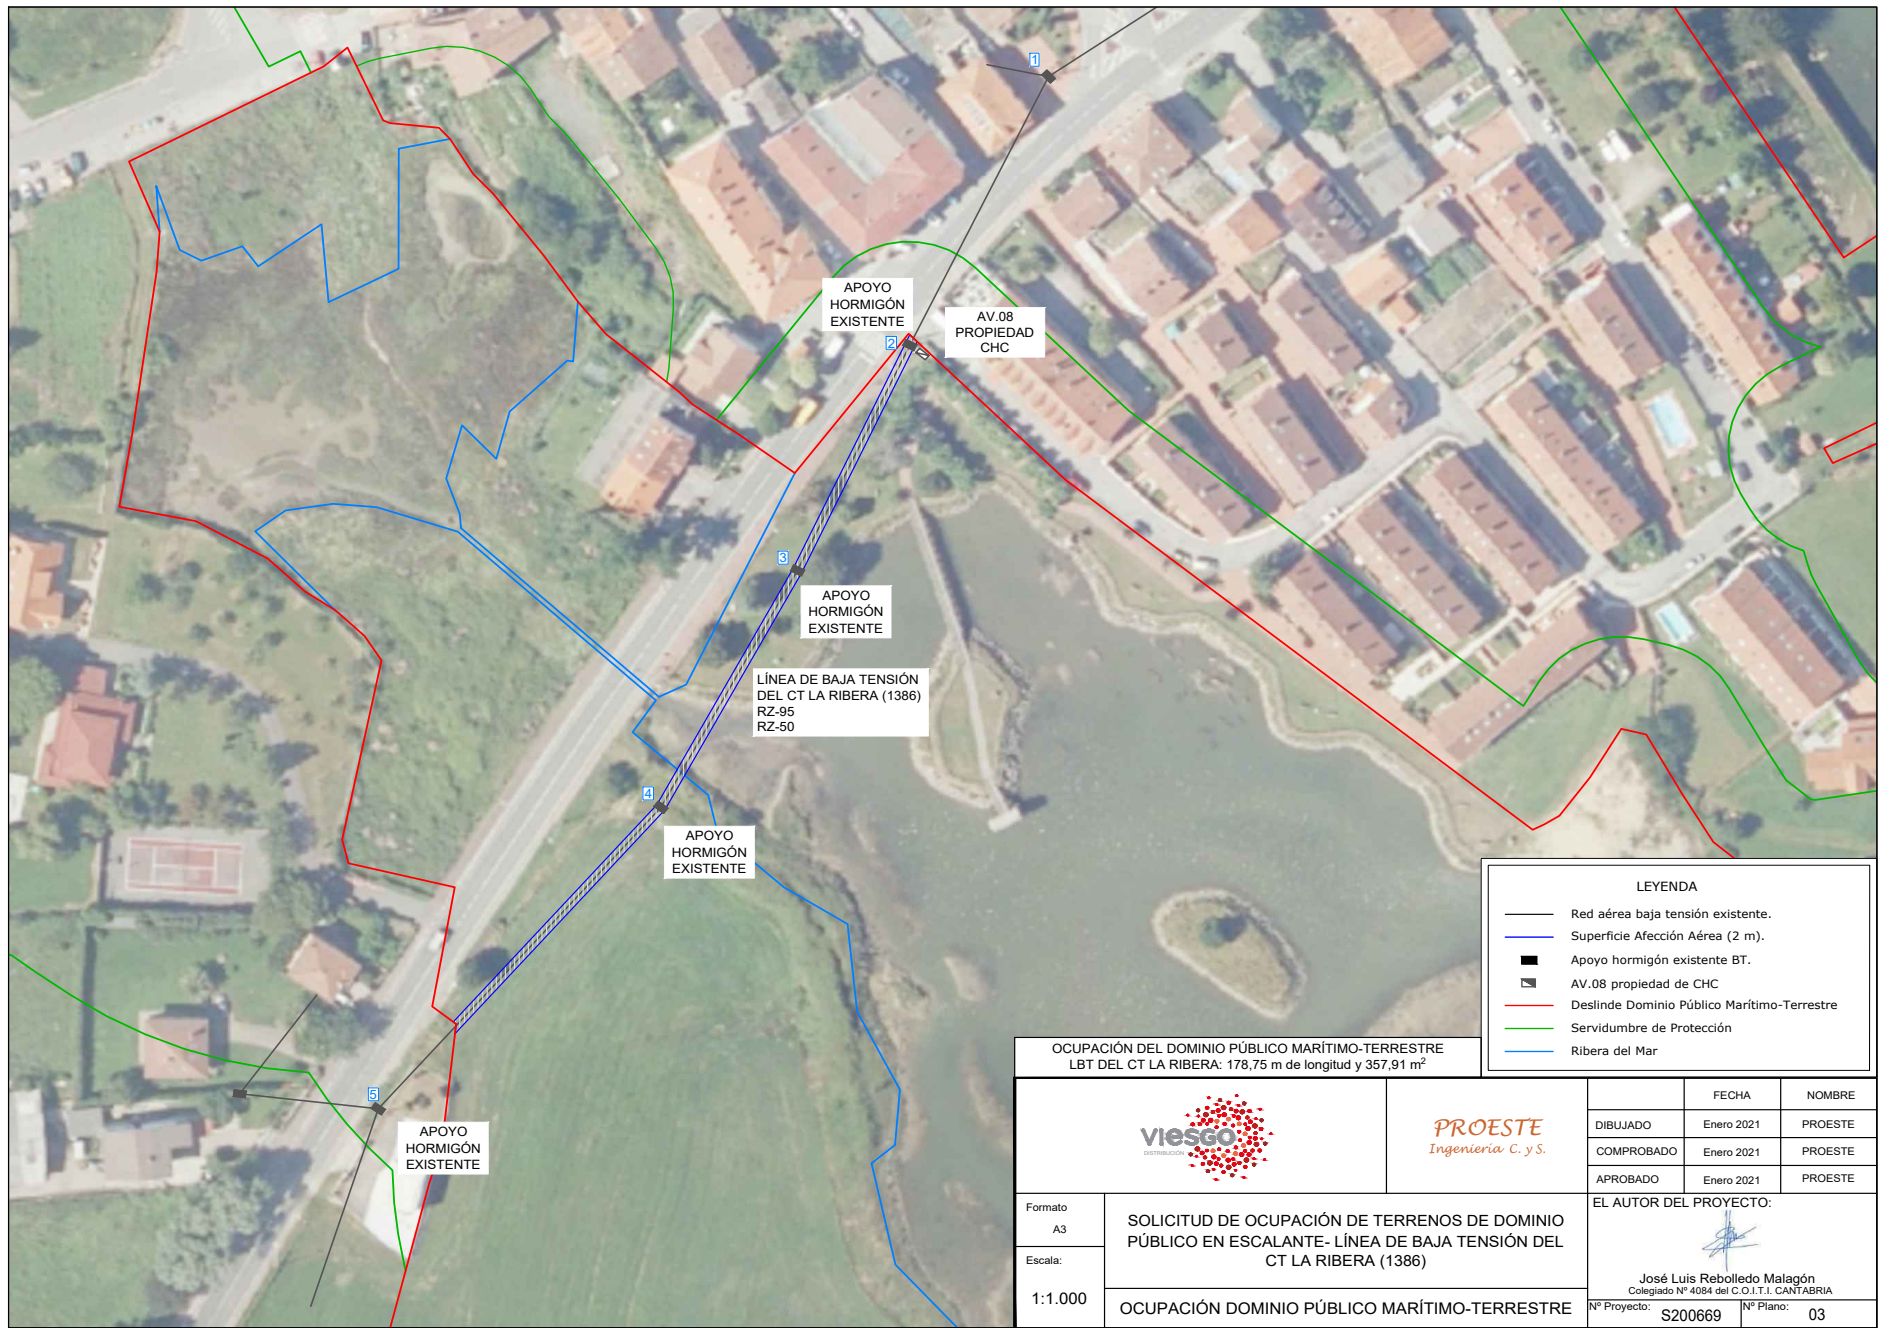 1
APOYO
HORMIGÓN
EXISTENTE
2
AV.08
PROPIEDAD
CHC
3
APOYO
HORMIGÓN
EXISTENTE
LÍNEA DE BAJA TENSIÓN
DEL CT LA RIBERA (1386)
RZ-95
RZ-50
4
APOYO
HORMIGÓN
EXISTENTE
5
APOYO
HORMIGÓN
EXISTENTE
LEYENDA
Red aérea baja tensión existente.
Superficie Afección Aérea (2 m).
Apoyo hormigón existente BT.
AV.08 propiedad de CHC
Deslinde Dominio Público Marítimo-Terrestre
Servidumbre de Protección
Ribera del Mar
OCUPACIÓN DEL DOMINIO PÚBLICO MARÍTIMO-TERRESTRE
LBT DEL CT LA RIBERA: 178,75 m de longitud y 357,91 m²
viesgo
DISTRIBUCIÓN
PROESTE
Ingeniería C. y S.
FECHA NOMBRE
DIBUJADO Enero 2021 PROESTE
COMPROBADO Enero 2021 PROESTE
APROBADO Enero 2021 PROESTE
Formato
A3
Escala:
1:1.000
SOLICITUD DE OCUPACIÓN DE TERRENOS DE DOMINIO
PÚBLICO EN ESCALANTE- LÍNEA DE BAJA TENSIÓN DEL
CT LA RIBERA (1386)
OCUPACIÓN DOMINIO PÚBLICO MARÍTIMO-TERRESTRE
EL AUTOR DEL PROYECTO:
José Luis Rebolledo Malagón
Colegiado Nº 4084 del C.O.I.T.I. CANTABRIA
Nº Proyecto: S200669 Nº Plano: 03